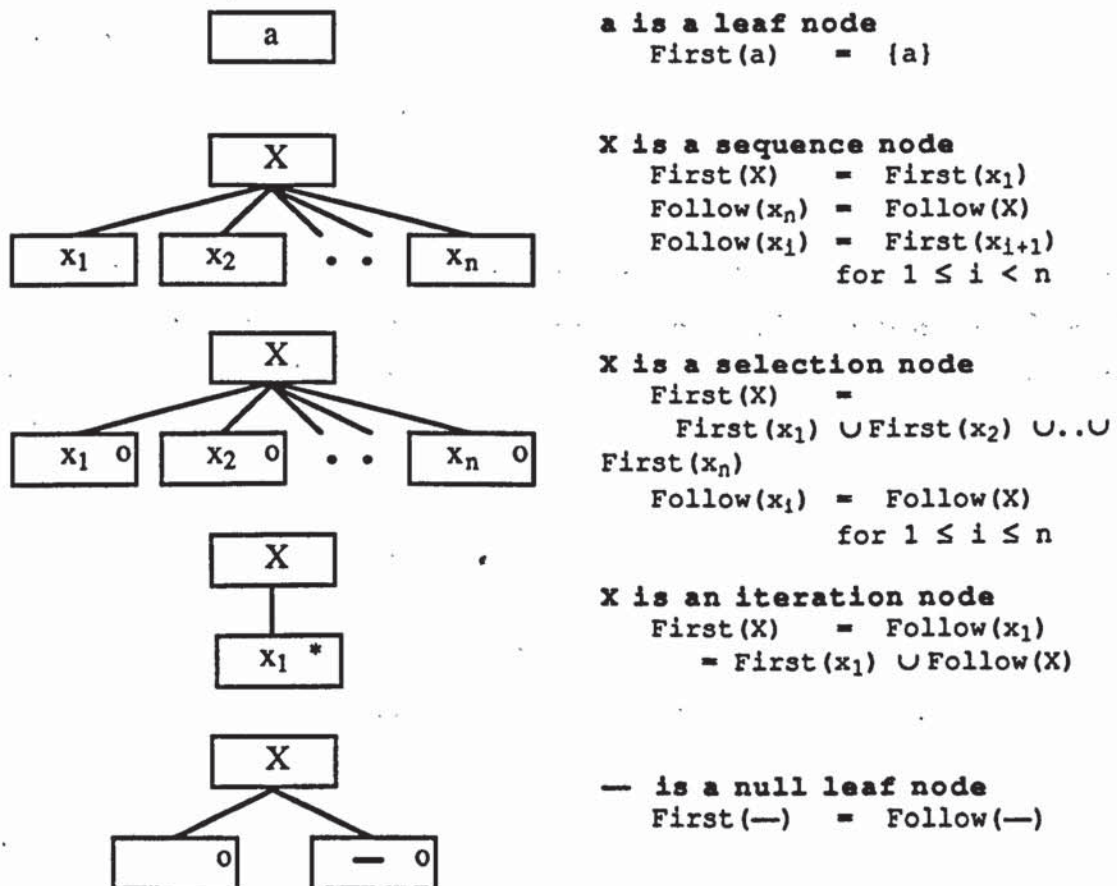 a
a is a leaf node
First(a) = {a}
X
x1 x2 . . xn
X is a sequence node
First(X) = First(x1)
Follow(xn) = Follow(X)
Follow(xi) = First(xi+1)
for 1 ≤ i < n
X
x1 o x2 o . . xn o
X is a selection node
First(X) =
First(x1) ∪First(x2) ∪..∪
First(xn)
Follow(xi) = Follow(X)
for 1 ≤ i ≤ n
X
x1 *
X is an iteration node
First(X) = Follow(x1)
= First(x1) ∪Follow(X)
X
o — o
— is a null leaf node
First(—) = Follow(—)